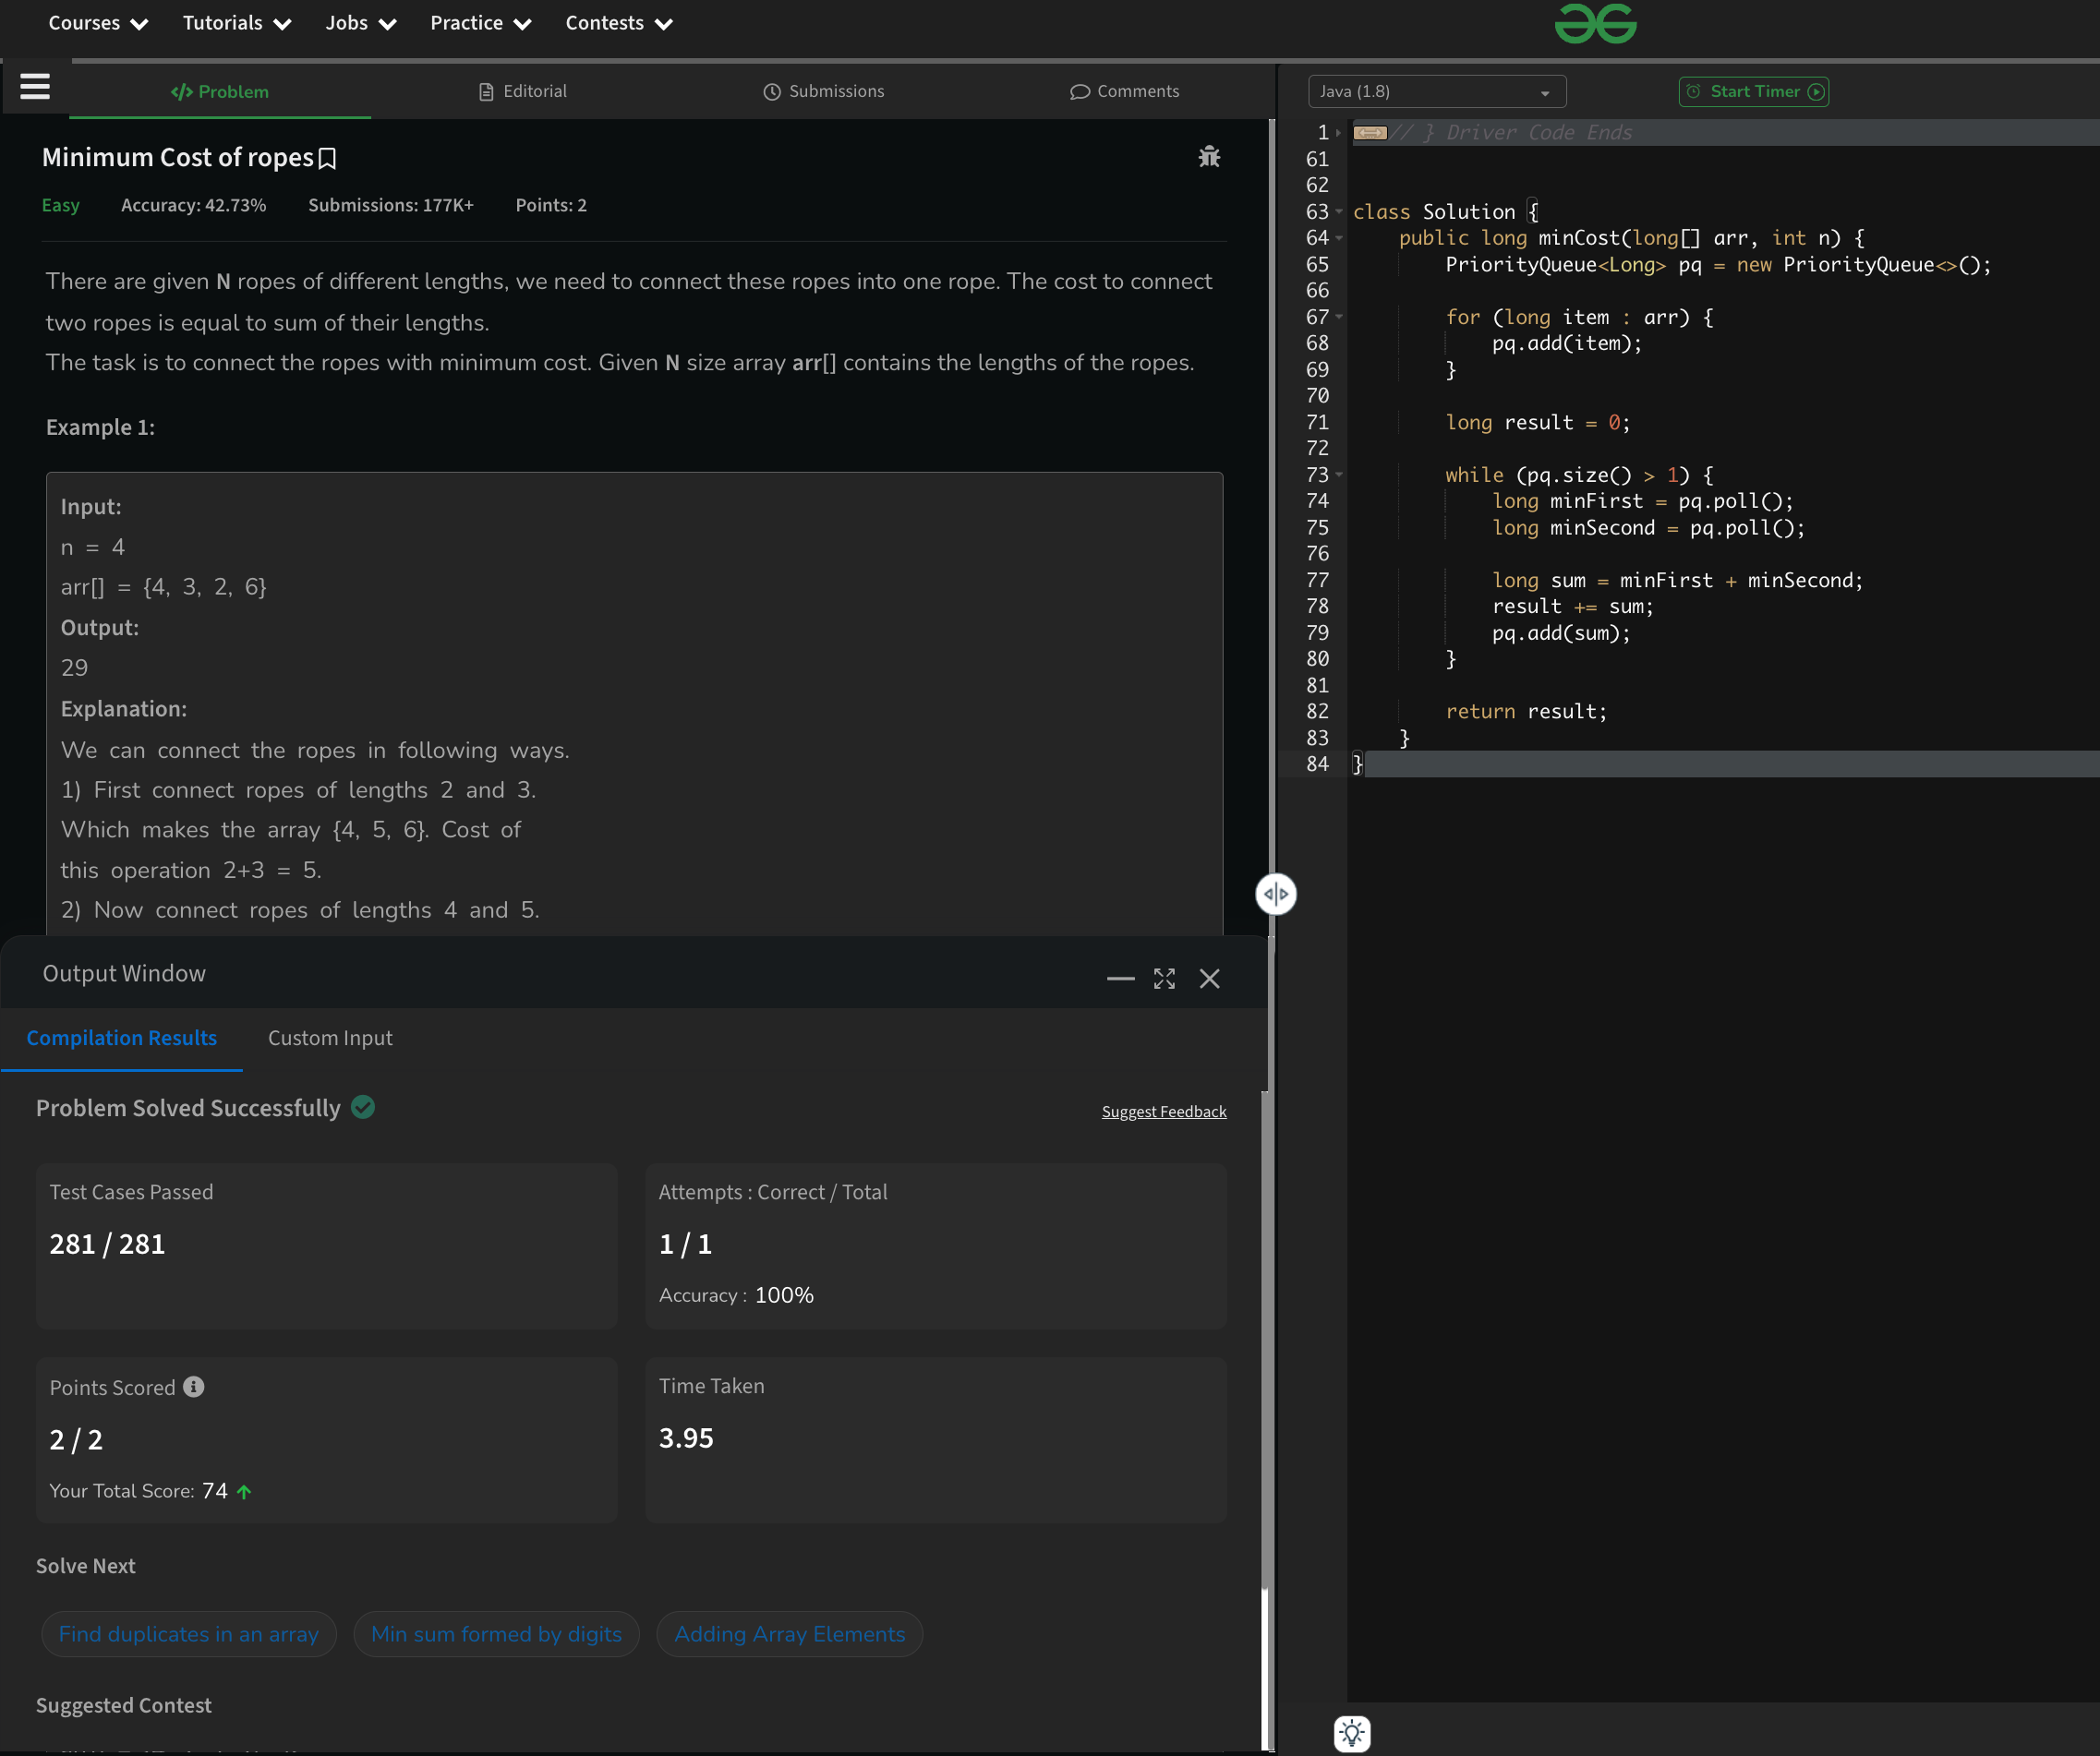 Courses Tutorials Jobs Practice Contests
</> Problem Editorial Submissions Comments
Minimum Cost of ropes
Easy Accuracy: 42.73% Submissions: 177K+ Points: 2
There are given N ropes of different lengths, we need to connect these ropes into one rope. The cost to connect
two ropes is equal to sum of their lengths.
The task is to connect the ropes with minimum cost. Given N size array arr[] contains the lengths of the ropes.
Example 1:
Input:
n = 4
arr[] = {4, 3, 2, 6}
Output:
29
Explanation:
We can connect the ropes in following ways.
1) First connect ropes of lengths 2 and 3.
Which makes the array {4, 5, 6}. Cost of
this operation 2+3 = 5.
2) Now connect ropes of lengths 4 and 5.
Output Window
Compilation Results Custom Input
Problem Solved Successfully
Suggest Feedback
Test Cases Passed
281 / 281
Attempts : Correct / Total
1 / 1
Accuracy : 100%
Points Scored
2 / 2
Your Total Score: 74
Time Taken
3.95
Solve Next
Find duplicates in an array Min sum formed by digits Adding Array Elements
Suggested Contest
Java (1.8) Start Timer
1 // } Driver Code Ends
61
62
63 class Solution {
64 public long minCost(long[] arr, int n) {
65 PriorityQueue<Long> pq = new PriorityQueue<>();
66
67 for (long item : arr) {
68 pq.add(item);
69 }
70
71 long result = 0;
72
73 while (pq.size() > 1) {
74 long minFirst = pq.poll();
75 long minSecond = pq.poll();
76
77 long sum = minFirst + minSecond;
78 result += sum;
79 pq.add(sum);
80 }
81
82 return result;
83 }
84 }